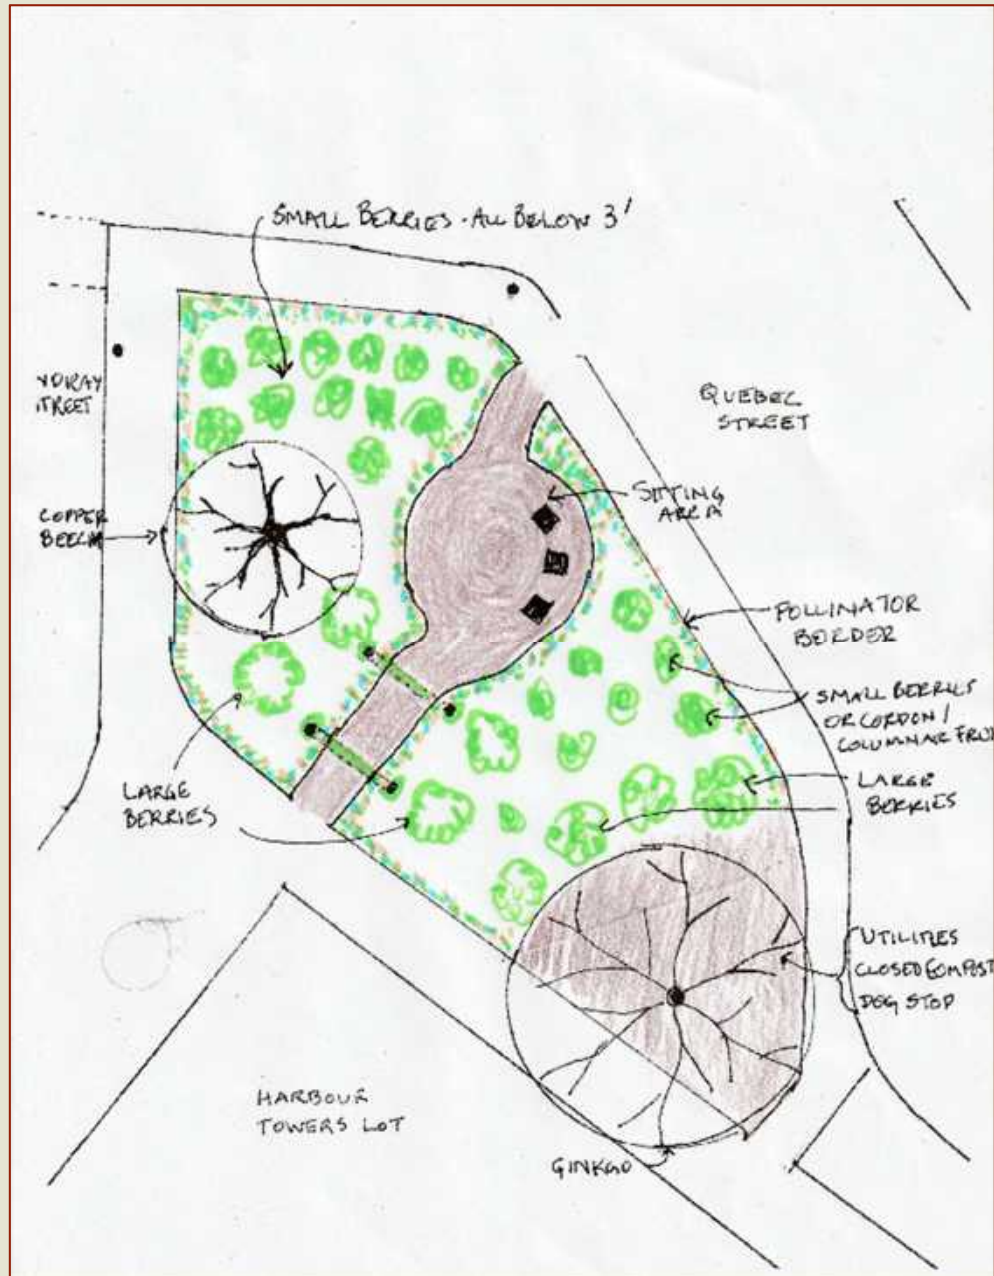 SMALL BERRIES - ALL BELOW 3'
STREET
QUEBEC
STREET
SITTING
AREA
COPPER
BEECH
POLLINATOR
BORDER
SMALL BERRIES
OR CORDON /
COLUMNAR
LARGE
BERRIES
LARGE
BERRIES
UTILITIES
CLOSED COMPOST
DOG STOP
HARBOUR
TOWERS LOT
GINKGO